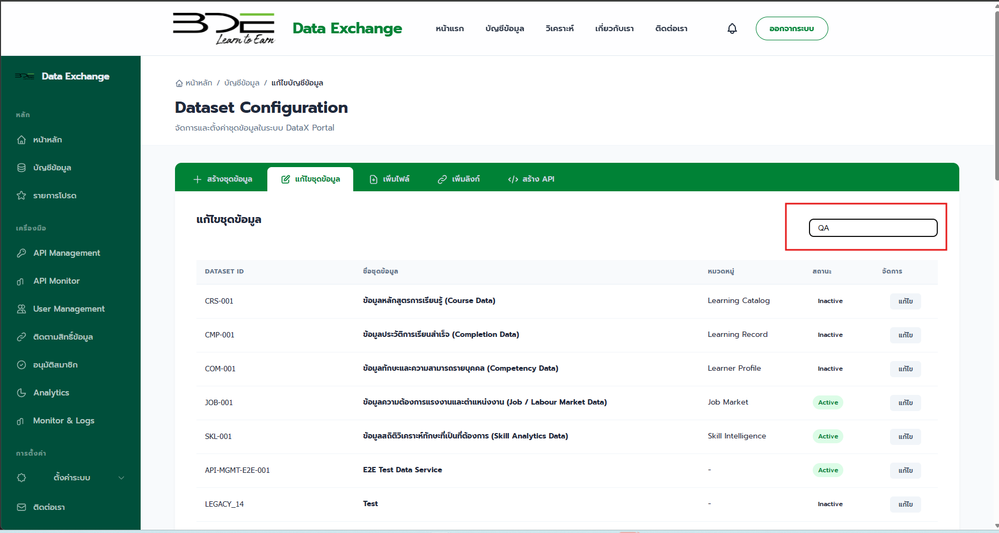 BDE
Learn to Earn
Data Exchange
หน้าแรก
บัญชีข้อมูล
วิเคราะห์
เกี่ยวกับเรา
ติดต่อเรา
ออกจากระบบ
BDE
Data Exchange
หลัก
หน้าหลัก
บัญชีข้อมูล
รายการโปรด
เครื่องมือ
API Management
API Monitor
User Management
ติดตามสิทธิ์ข้อมูล
อนุมัติสมาชิก
Analytics
Monitor & Logs
การตั้งค่า
ตั้งค่าระบบ
ติดต่อเรา
หน้าหลัก / บัญชีข้อมูล / แก้ไขบัญชีข้อมูล
Dataset Configuration
จัดการและตั้งค่าชุดข้อมูลในระบบ DataX Portal
สร้างชุดข้อมูล
แก้ไขชุดข้อมูล
เพิ่มไฟล์
เพิ่มลิงก์
</> สร้าง API
แก้ไขชุดข้อมูล
QA
DATASET ID ชื่อชุดข้อมูล หมวดหมู่ สถานะ จัดการ
CRS-001 ข้อมูลหลักสูตรการเรียนรู้ (Course Data) Learning Catalog Inactive แก้ไข
CMP-001 ข้อมูลประวัติการเรียนสำเร็จ (Completion Data) Learning Record Inactive แก้ไข
COM-001 ข้อมูลทักษะและความสามารถรายบุคคล (Competency Data) Learner Profile Inactive แก้ไข
JOB-001 ข้อมูลความต้องการแรงงานและตำแหน่งงาน (Job / Labour Market Data) Job Market Active แก้ไข
SKL-001 ข้อมูลสถิติวิเคราะห์ทักษะที่เป็นที่ต้องการ (Skill Analytics Data) Skill Intelligence Active แก้ไข
API-MGMT-E2E-001 E2E Test Data Service - Active แก้ไข
LEGACY_14 Test - Inactive แก้ไข